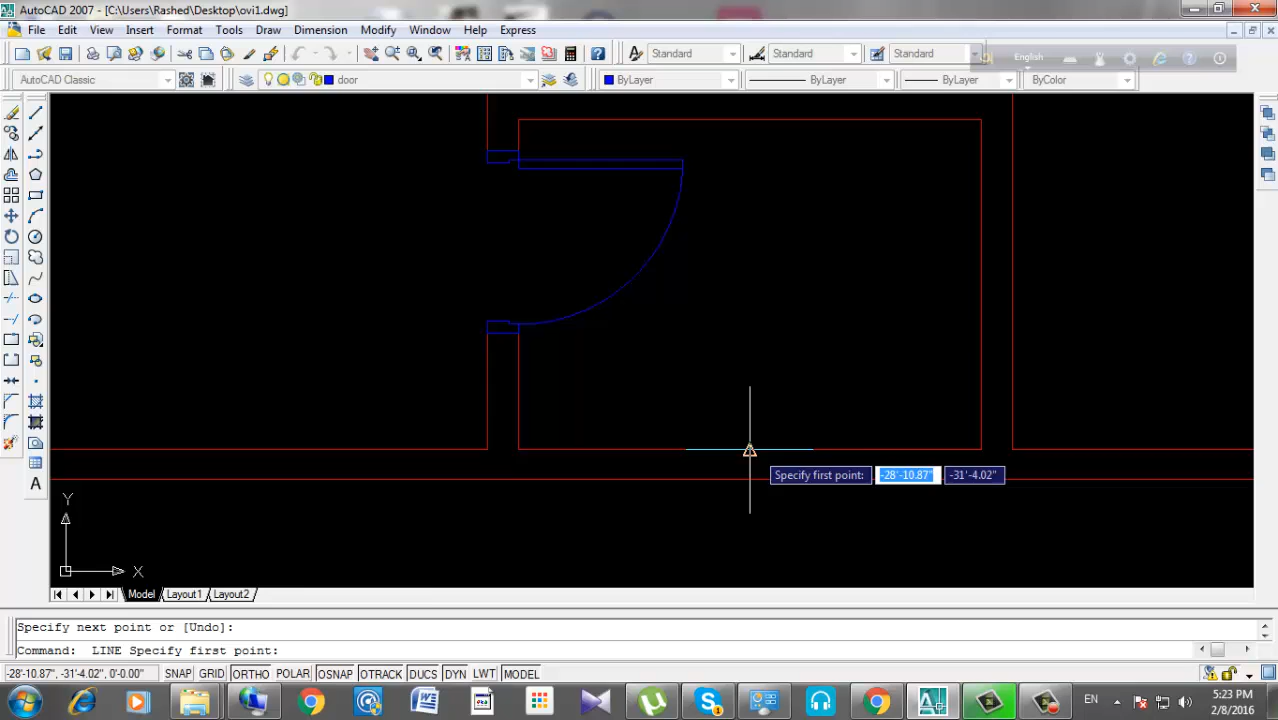 AutoCAD 2007 - [C:\Users\Rashed\Desktop\ovi1.dwg]
File Edit View Insert Format Tools Draw Dimension Modify Window Help Express
Standard Standard Standard
English
AutoCAD Classic door ByLayer ByLayer ByLayer ByColor
A
Specify first point: -28'-10.87" -31'-4.02"
Y
X
Model Layout1 Layout2
Specify next point or [Undo]:
Command: LINE Specify first point:
-28'-10.87", -31'-4.02", 0'-0.00" SNAP GRID ORTHO POLAR OSNAP OTRACK DUCS DYN LWT MODEL
EN 5:23 PM
2/8/2016